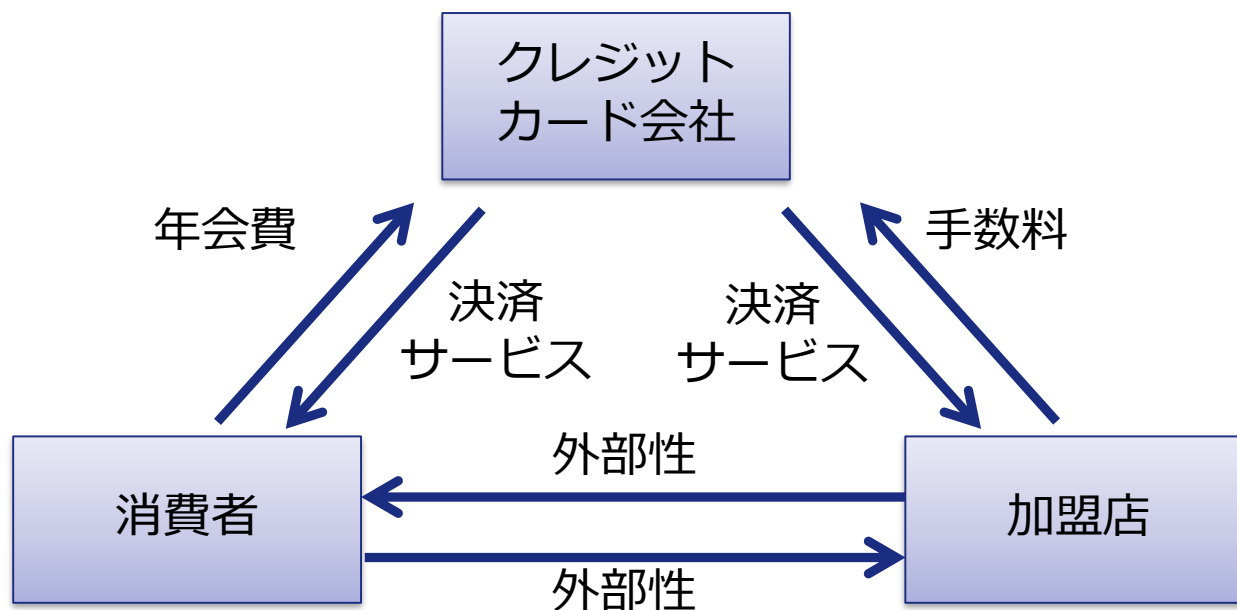 クレジット
カード会社
年会費
手数料
決済
サービス
決済
サービス
外部性
消費者
加盟店
外部性